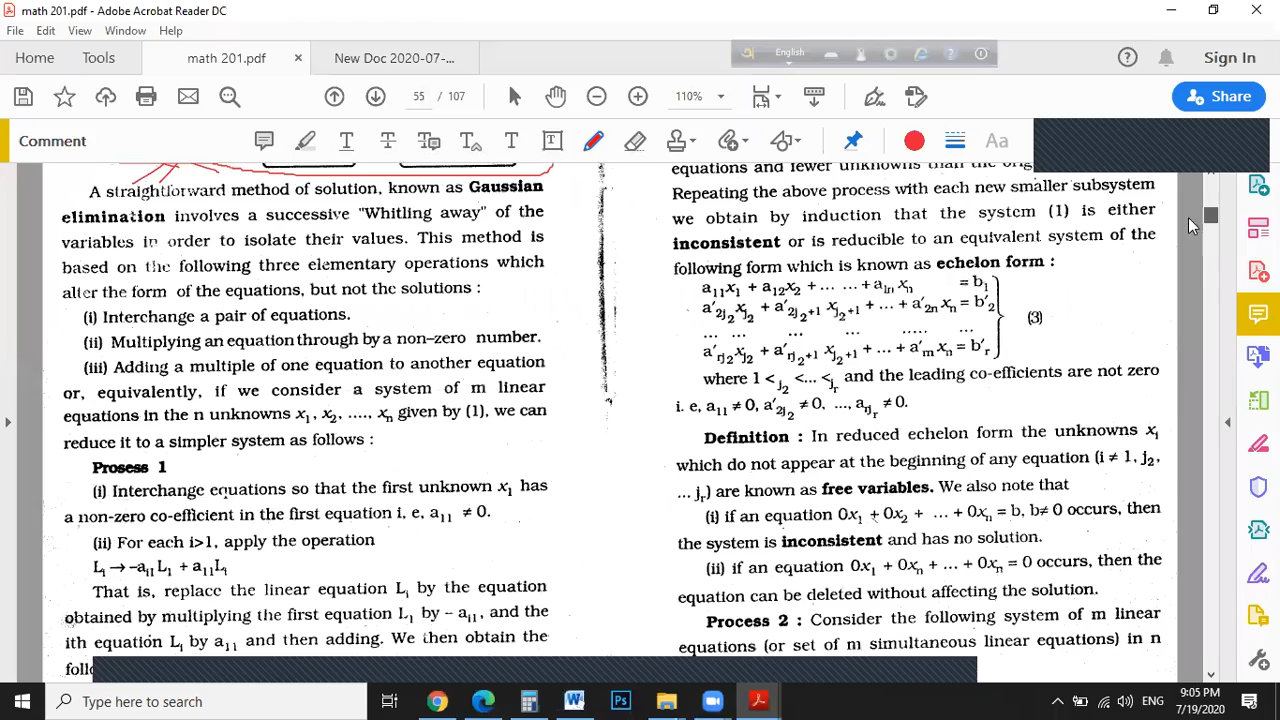 math 201.pdf - Adobe Acrobat Reader DC
File Edit View Window Help
Home Tools math 201.pdf × New Doc 2020-07-... English Sign In
55 / 107 110% Share
Comment
A straightforward method of solution, known as Gaussian
elimination involves a successive "Whitling away" of the
variables in order to isolate their values. This method is
based on the following three elementary operations which
alter the form of the equations, but not the solutions :
(i) Interchange a pair of equations.
(ii) Multiplying an equation through by a non-zero number.
(iii) Adding a multiple of one equation to another equation
or, equivalently, if we consider a system of m linear
equations in the n unknowns x₁, x₂, ...., xₙ given by (1), we can
reduce it to a simpler system as follows :
Prosess 1
(i) Interchange equations so that the first unknown x₁ has
a non-zero co-efficient in the first equation i, e, a₁₁ ≠ 0.
(ii) For each i>1, apply the operation
Lᵢ → -aᵢ₁L₁ + a₁₁Lᵢ
That is, replace the linear equation Lᵢ by the equation
obtained by multiplying the first equation L₁ by – aᵢ₁, and the
ith equation Lᵢ by a₁₁ and then adding. We then obtain the
equations and fewer unknowns than the
Repeating the above process with each new smaller subsystem
we obtain by induction that the system (1) is either
inconsistent or is reducible to an equivalent system of the
following form which is known as echelon form :
a₁₁x₁ + a₁₂x₂ + ... ... +a₁ₙ xₙ = b₁
a'₂j₂ xj₂ + a'₂j₂₊₁ xj₂₊₁ + ... + a'₂ₙ xₙ = b'₂
... ... ... ... ..... ...
a'rj₂ xj₂ + a'rj₂₊₁ xj₂₊₁ + ... + a'ₘ xₙ = b'r
(3)
where 1 < j₂ <... < jr and the leading co-efficients are not zero
i. e, a₁₁ ≠ 0, a'₂j₂ ≠ 0, ..., arjr ≠ 0.
Definition : In reduced echelon form the unknowns xᵢ
which do not appear at the beginning of any equation (i ≠ 1, j₂,
... jr) are known as free variables. We also note that
(i) if an equation 0x₁ + 0x₂ + ... + 0xₙ = b, b≠ 0 occurs, then
the system is inconsistent and has no solution.
(ii) if an equation 0x₁ + 0xₙ + ... + 0xₙ = 0 occurs, then the
equation can be deleted without affecting the solution.
Process 2 : Consider the following system of m linear
equations (or set of m simultaneous linear equations) in n
Type here to search ENG 9:05 PM
7/19/2020